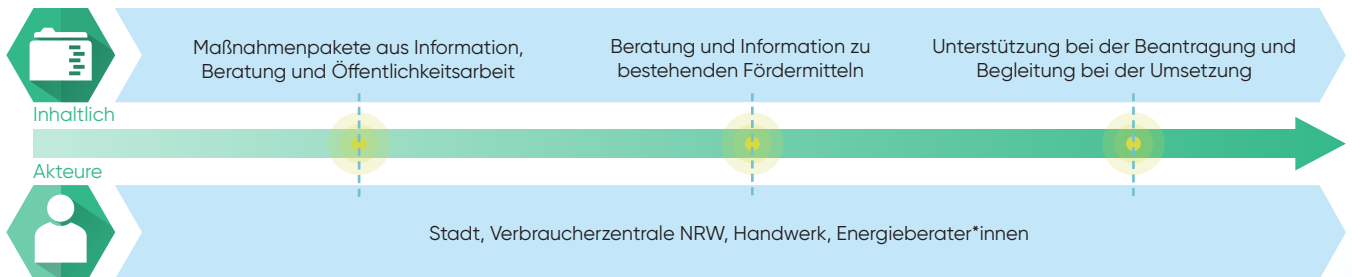 Maßnahmenpakete aus Information,
Beratung und Öffentlichkeitsarbeit
Beratung und Information zu
bestehenden Fördermitteln
Unterstützung bei der Beantragung und
Begleitung bei der Umsetzung
Inhaltlich
Akteure
Stadt, Verbraucherzentrale NRW, Handwerk, Energieberater*innen